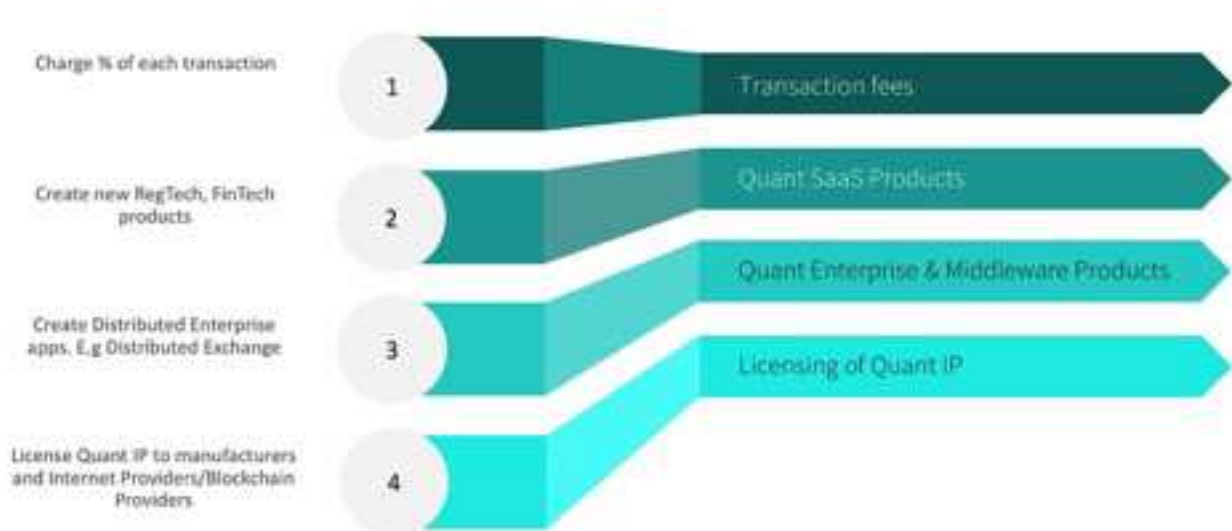 Charge % of each transaction
1
Transaction fees
Create new RegTech, FinTech
products
2
Quant SaaS Products
Create Distributed Enterprise
apps. E.g Distributed Exchange
3
Quant Enterprise & Middleware Products
License Quant IP to manufacturers
and Internet Providers/Blockchain
Providers
4
Licensing of Quant IP